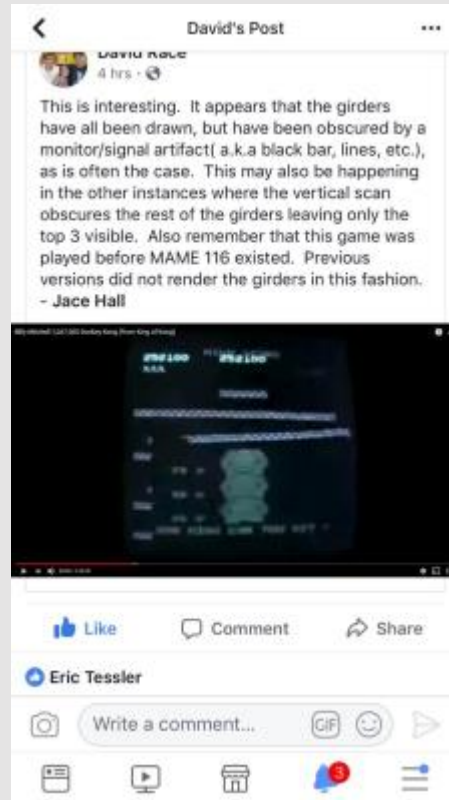 David's Post
David Race
4 hrs
This is interesting. It appears that the girders
have all been drawn, but have been obscured by a
monitor/signal artifact( a.k.a black bar, lines, etc.),
as is often the case. This may also be happening
in the other instances where the vertical scan
obscures the rest of the girders leaving only the
top 3 visible. Also remember that this game was
played before MAME 116 existed. Previous
versions did not render the girders in this fashion.
- Jace Hall
Like
Comment
Share
Eric Tessler
Write a comment...
GIF
3